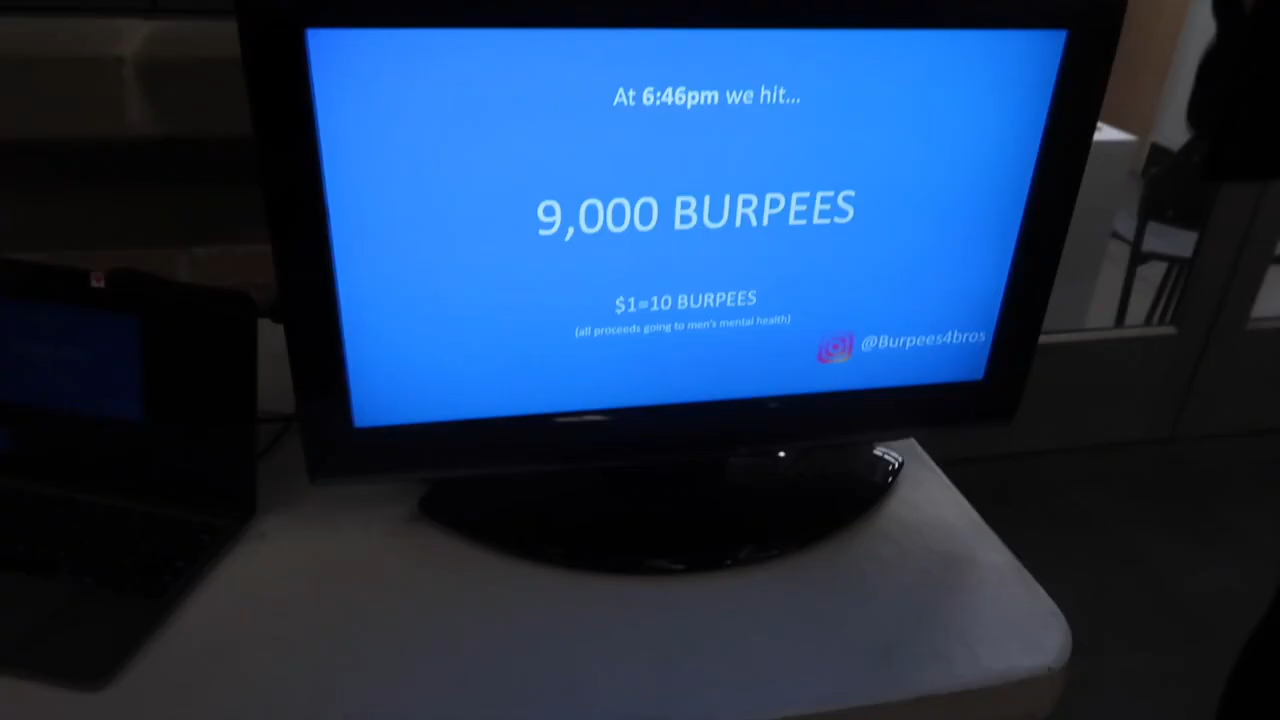 At 6:46pm we hit...
9,000 BURPEES
$1=10 BURPEES
(all proceeds going to men's mental health)
@Burpees4bros